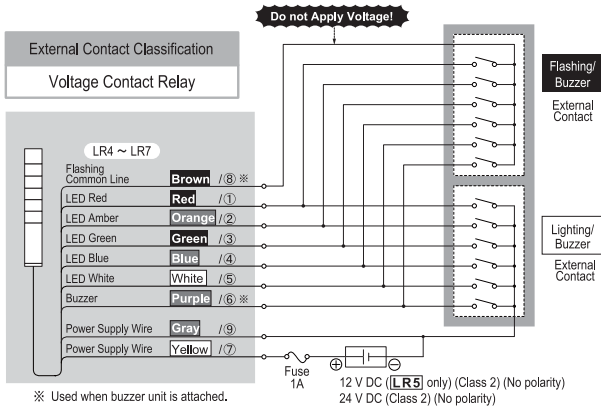 Do not Apply Voltage!
External Contact Classification
Voltage Contact Relay
LR4 ～ LR7
Flashing
Common Line Brown /⑧ ※
LED Red Red /①
LED Amber Orange /②
LED Green Green /③
LED Blue Blue /④
LED White White /⑤
Buzzer Purple /⑥ ※
Power Supply Wire Gray /⑨
Power Supply Wire Yellow /⑦
※ Used when buzzer unit is attached.
Flashing/
Buzzer
External
Contact
Lighting/
Buzzer
External
Contact
Fuse
1A
⊕ ⊖
12 V DC (LR5 only) (Class 2) (No polarity)
24 V DC (Class 2) (No polarity)